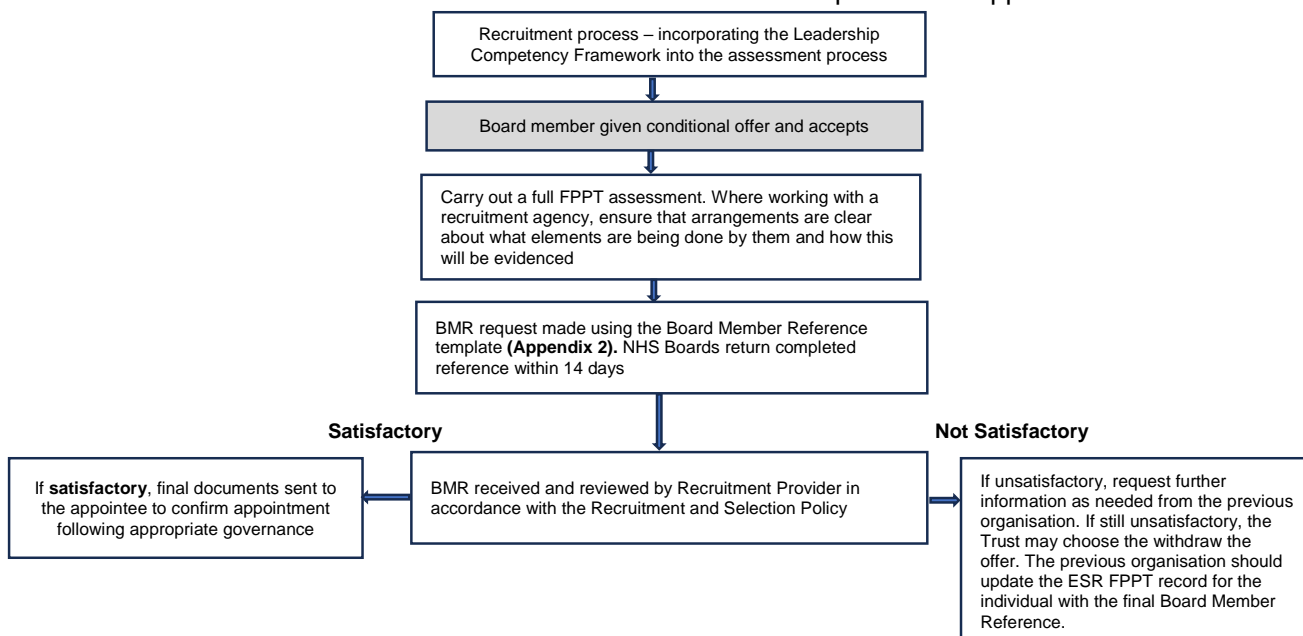 Recruitment process – incorporating the Leadership
Competency Framework into the assessment process
Board member given conditional offer and accepts
Carry out a full FPPT assessment. Where working with a
recruitment agency, ensure that arrangements are clear
about what elements are being done by them and how this
will be evidenced
BMR request made using the Board Member Reference
template (Appendix 2). NHS Boards return completed
reference within 14 days
Satisfactory
Not Satisfactory
If satisfactory, final documents sent to
the appointee to confirm appointment
following appropriate governance
BMR received and reviewed by Recruitment Provider in
accordance with the Recruitment and Selection Policy
If unsatisfactory, request further
information as needed from the previous
organisation. If still unsatisfactory, the
Trust may choose the withdraw the
offer. The previous organisation should
update the ESR FPPT record for the
individual with the final Board Member
Reference.